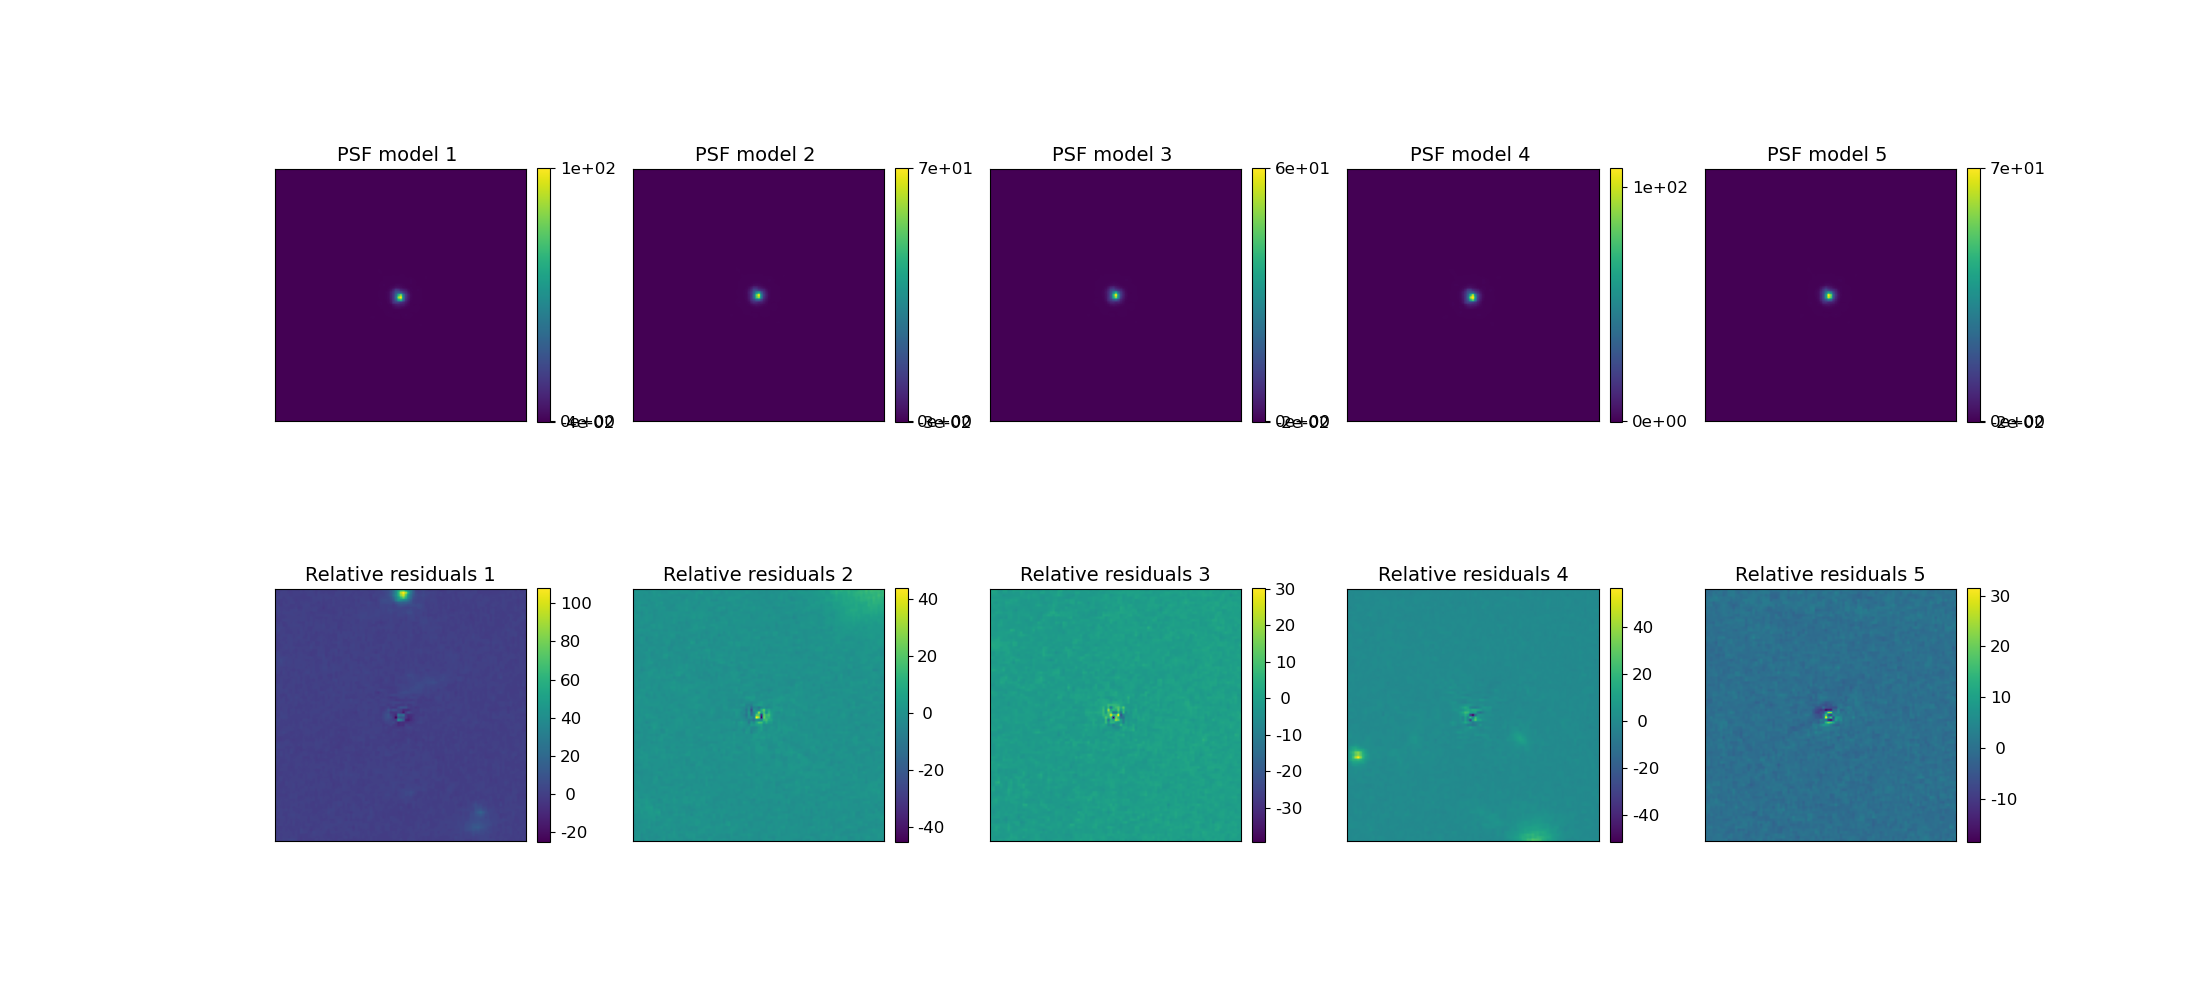 PSF model 1
PSF model 2
PSF model 3
PSF model 4
PSF model 5
1e+02
7e+01
6e+01
1e+02
7e+01
0e+00
Relative residuals 1
Relative residuals 2
Relative residuals 3
Relative residuals 4
Relative residuals 5
100
80
60
40
20
0
-20
40
20
0
-20
-40
30
20
10
0
-10
-20
-30
40
20
0
-20
-40
30
20
10
0
-10